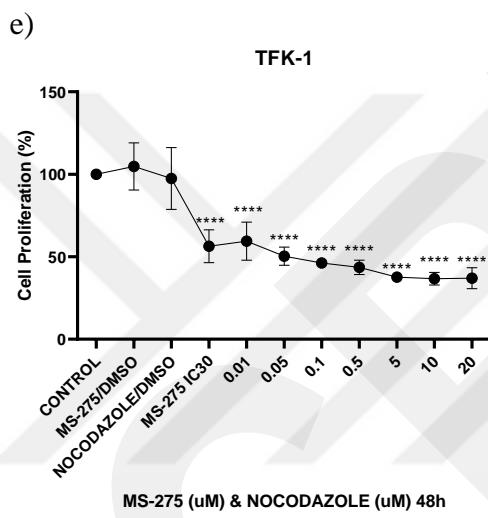 e)
TFK-1
Cell Proliferation (%)
150
100
50
0
**** **** **** **** **** **** **** ****
CONTROL
MS-275/DMSO
NOCODAZOLE/DMSO
MS-275 IC30
0.01
0.05
0.1
0.5
5
10
20
MS-275 (uM) & NOCODAZOLE (uM) 48h